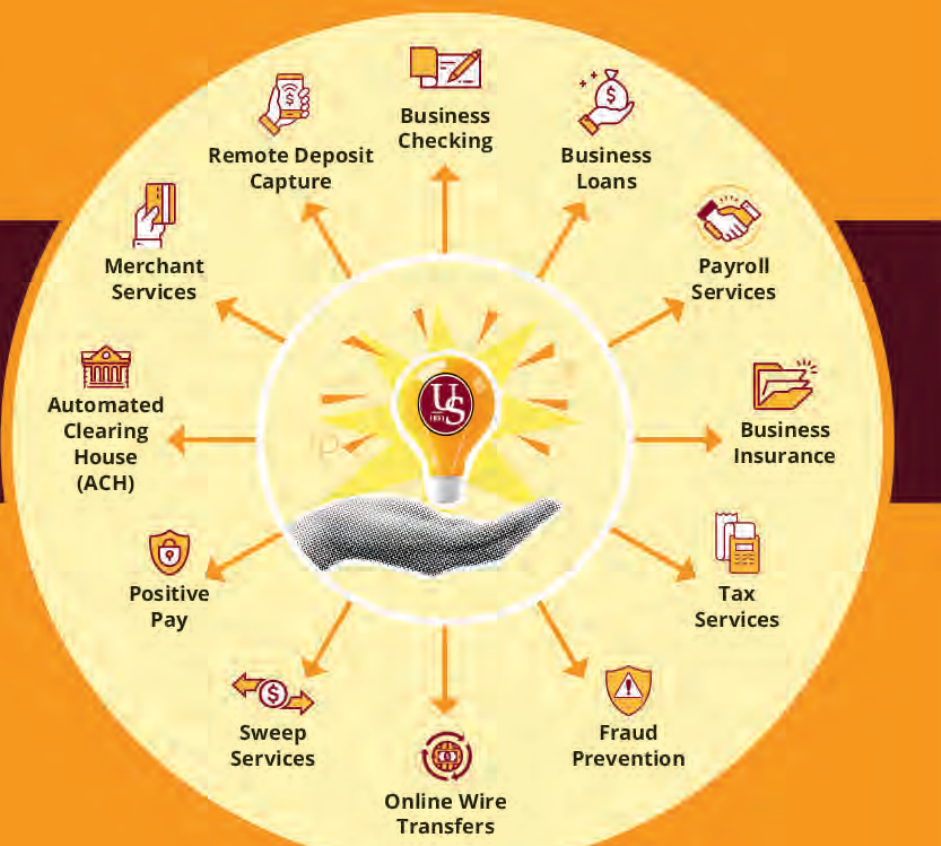 Business
Checking
Business
Loans
Payroll
Services
Business
Insurance
Tax
Services
Fraud
Prevention
Online Wire
Transfers
Sweep
Services
Positive
Pay
Automated
Clearing
House
(ACH)
Merchant
Services
Remote Deposit
Capture
US